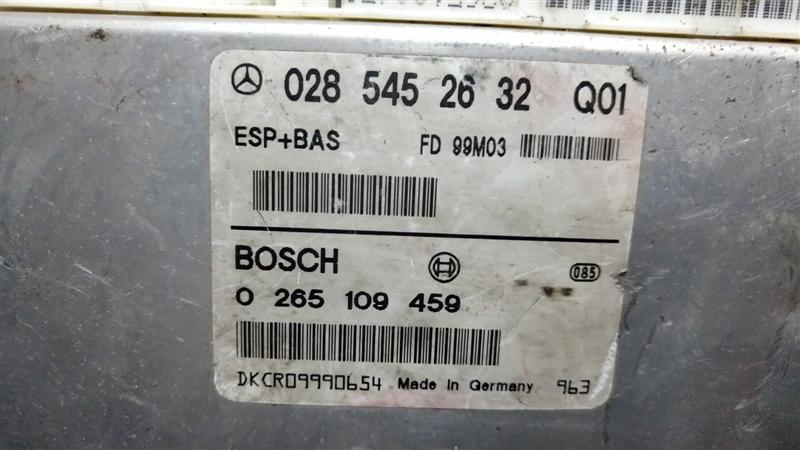 028 545 26 32 Q01
ESP+BAS FD 99M03
BOSCH 085
0 265 109 459
DKCR09990654 Made in Germany 963